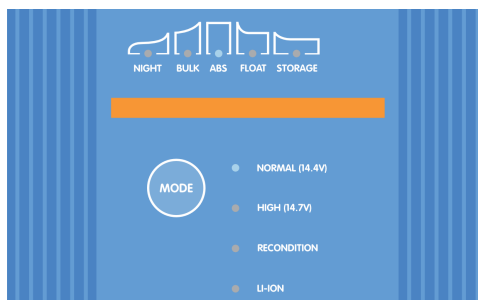 NIGHT BULK ABS FLOAT STORAGE
MODE
NORMAL (14.4V)
HIGH (14.7V)
RECONDITION
LI-ION